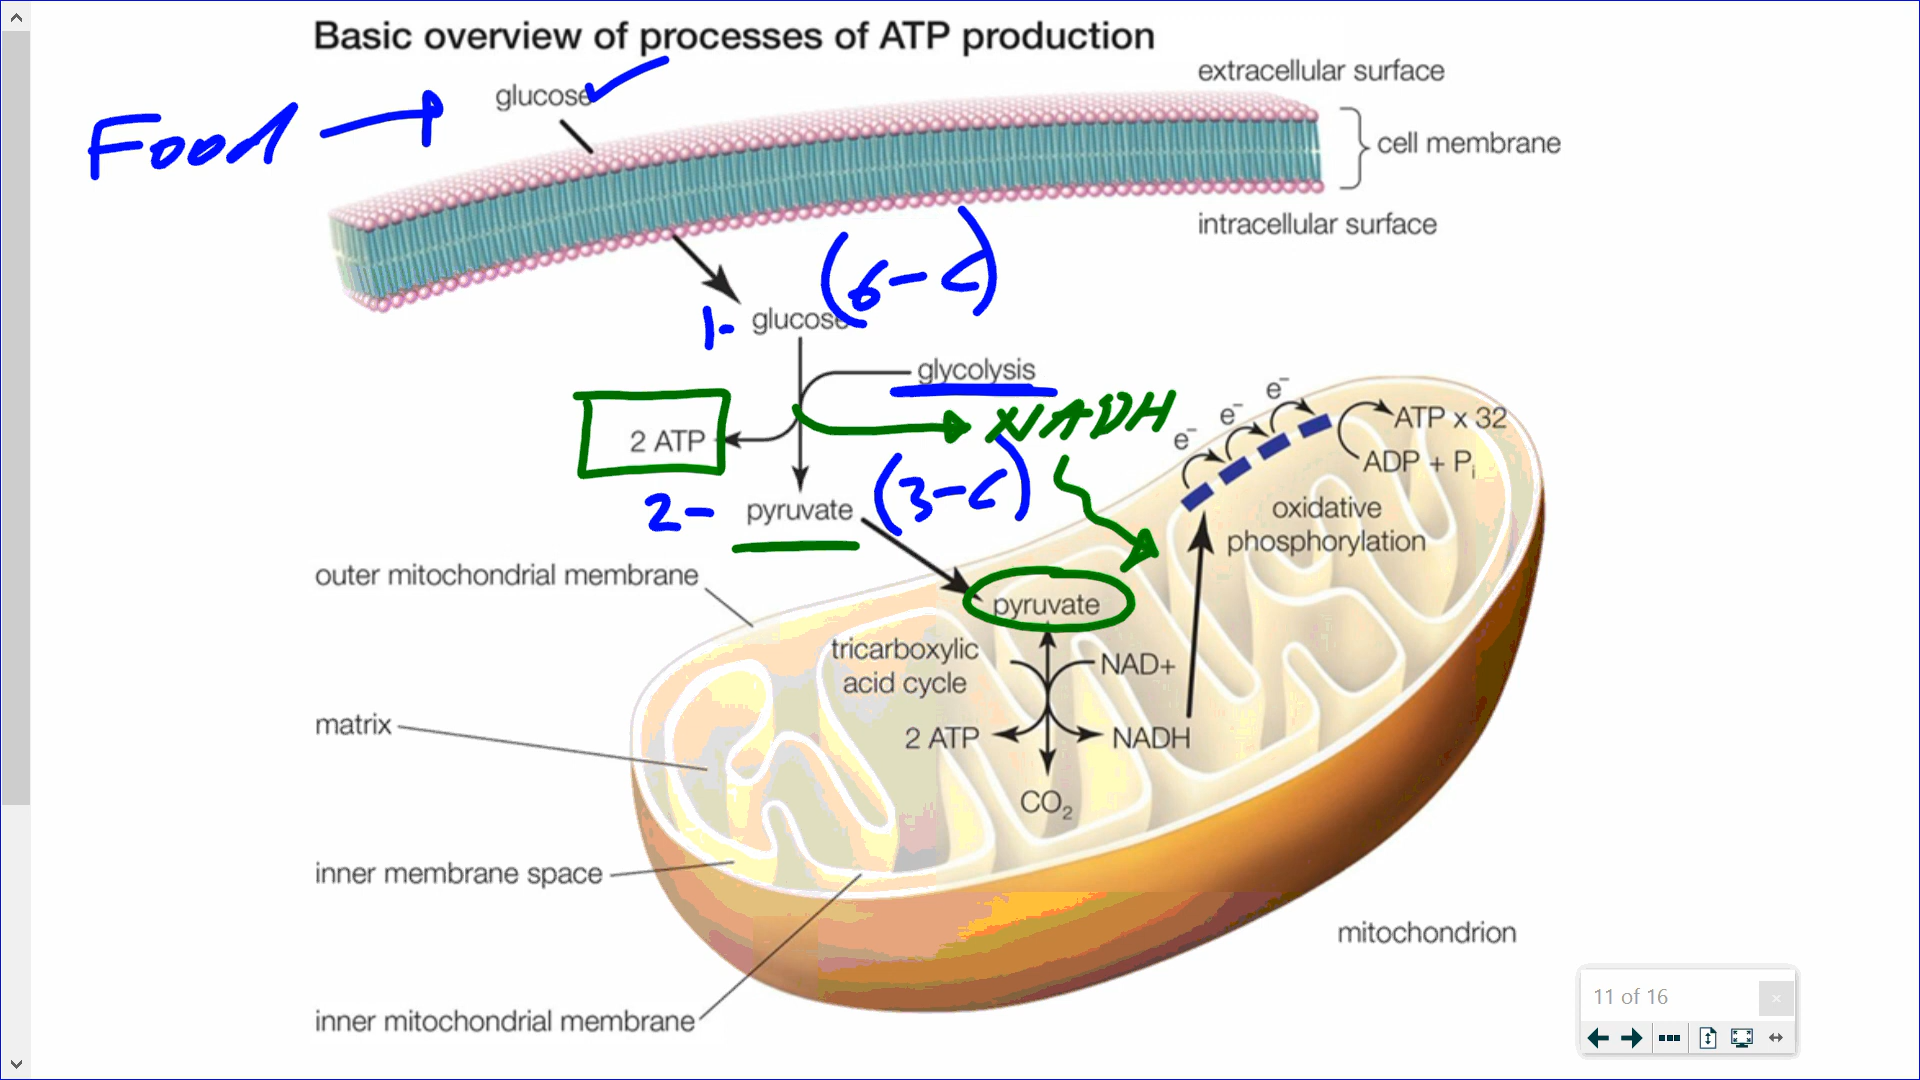 Basic overview of processes of ATP production
extracellular surface
glucose
Food →
cell membrane
intracellular surface
(6-C)
1- glucose
glycolysis
NADH
2 ATP
e⁻ e⁻ e⁻
ATP x 32
ADP + Pᵢ
2- pyruvate (3-C)
oxidative
phosphorylation
outer mitochondrial membrane
pyruvate
tricarboxylic
acid cycle
NAD+
matrix
2 ATP
NADH
CO₂
inner membrane space
mitochondrion
inner mitochondrial membrane
11 of 16